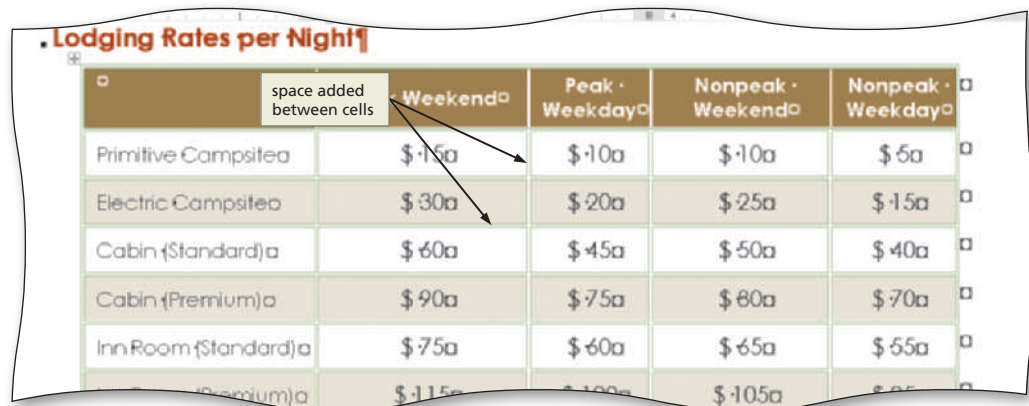 Lodging Rates per Night¶
space added
between cells
Weekend
Peak
Weekday
Nonpeak
Weekend
Nonpeak
Weekday
Primitive Campsite $ 15 $ 10 $ 10 $ 5
Electric Campsite $ 30 $ 20 $ 25 $ 15
Cabin (Standard) $ 60 $ 45 $ 50 $ 40
Cabin (Premium) $ 90 $ 75 $ 80 $ 70
Inn Room (Standard) $ 75 $ 60 $ 65 $ 55
$ 115 $ 105